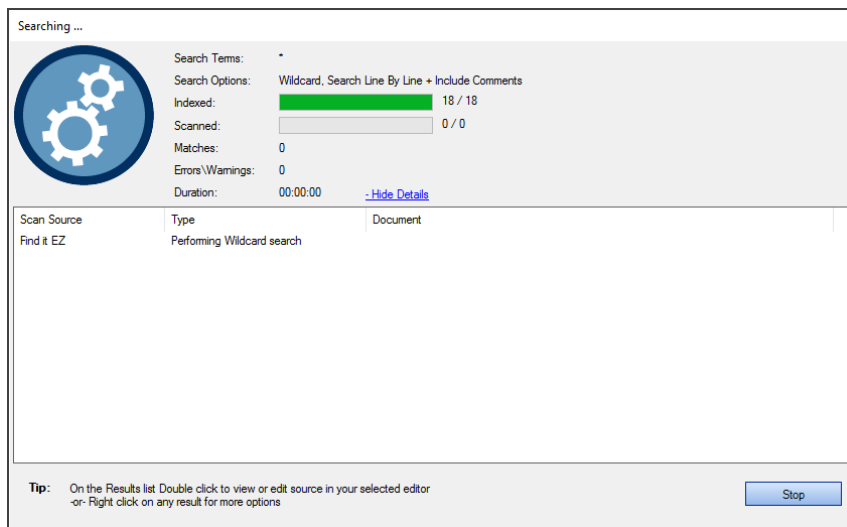 Searching ...
Search Terms: *
Search Options: Wildcard, Search Line By Line + Include Comments
Indexed: 18 / 18
Scanned: 0 / 0
Matches: 0
Errors\Warnings: 0
Duration: 00:00:00 - Hide Details
Scan Source Type Document
Find it EZ Performing Wildcard search
Tip: On the Results list Double click to view or edit source in your selected editor
-or- Right click on any result for more options
Stop